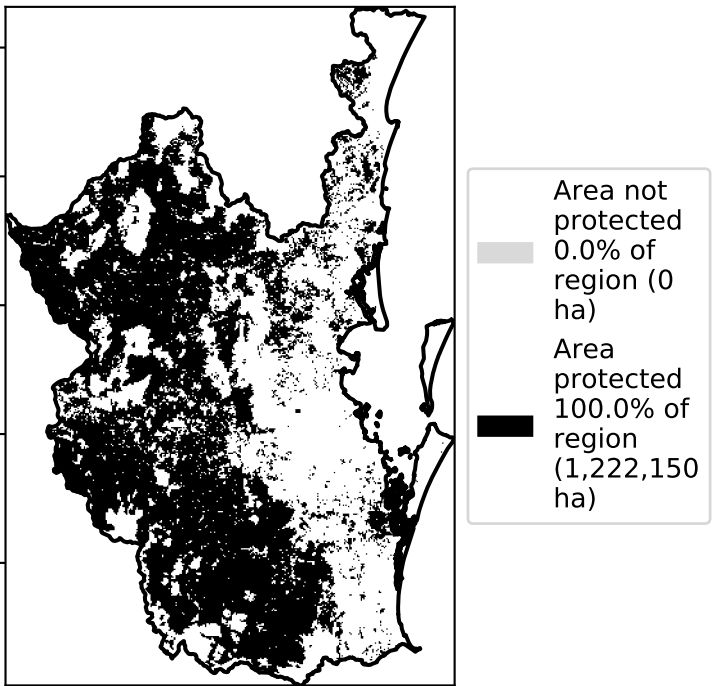 Area not
protected
0.0% of
region (0
ha)
Area
protected
100.0% of
region
(1,222,150
ha)